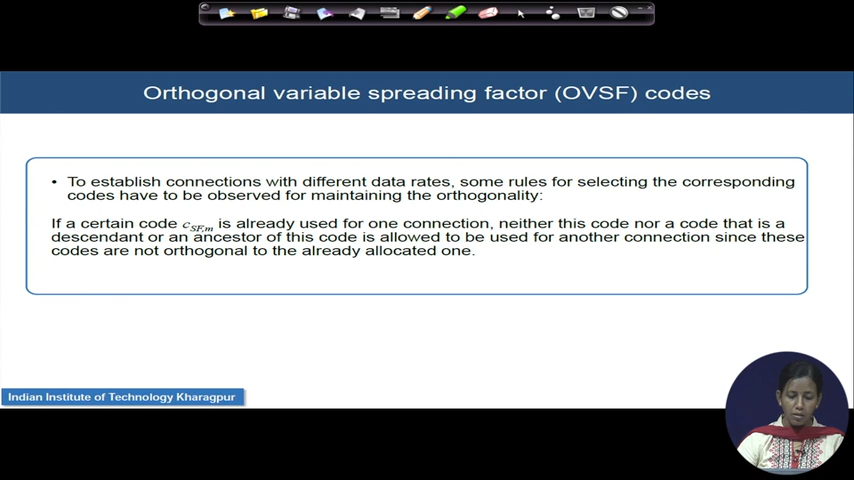 Orthogonal variable spreading factor (OVSF) codes
• To establish connections with different data rates, some rules for selecting the corresponding
codes have to be observed for maintaining the orthogonality:
If a certain code c_SF,m is already used for one connection, neither this code nor a code that is a
descendant or an ancestor of this code is allowed to be used for another connection since these
codes are not orthogonal to the already allocated one.
Indian Institute of Technology Kharagpur